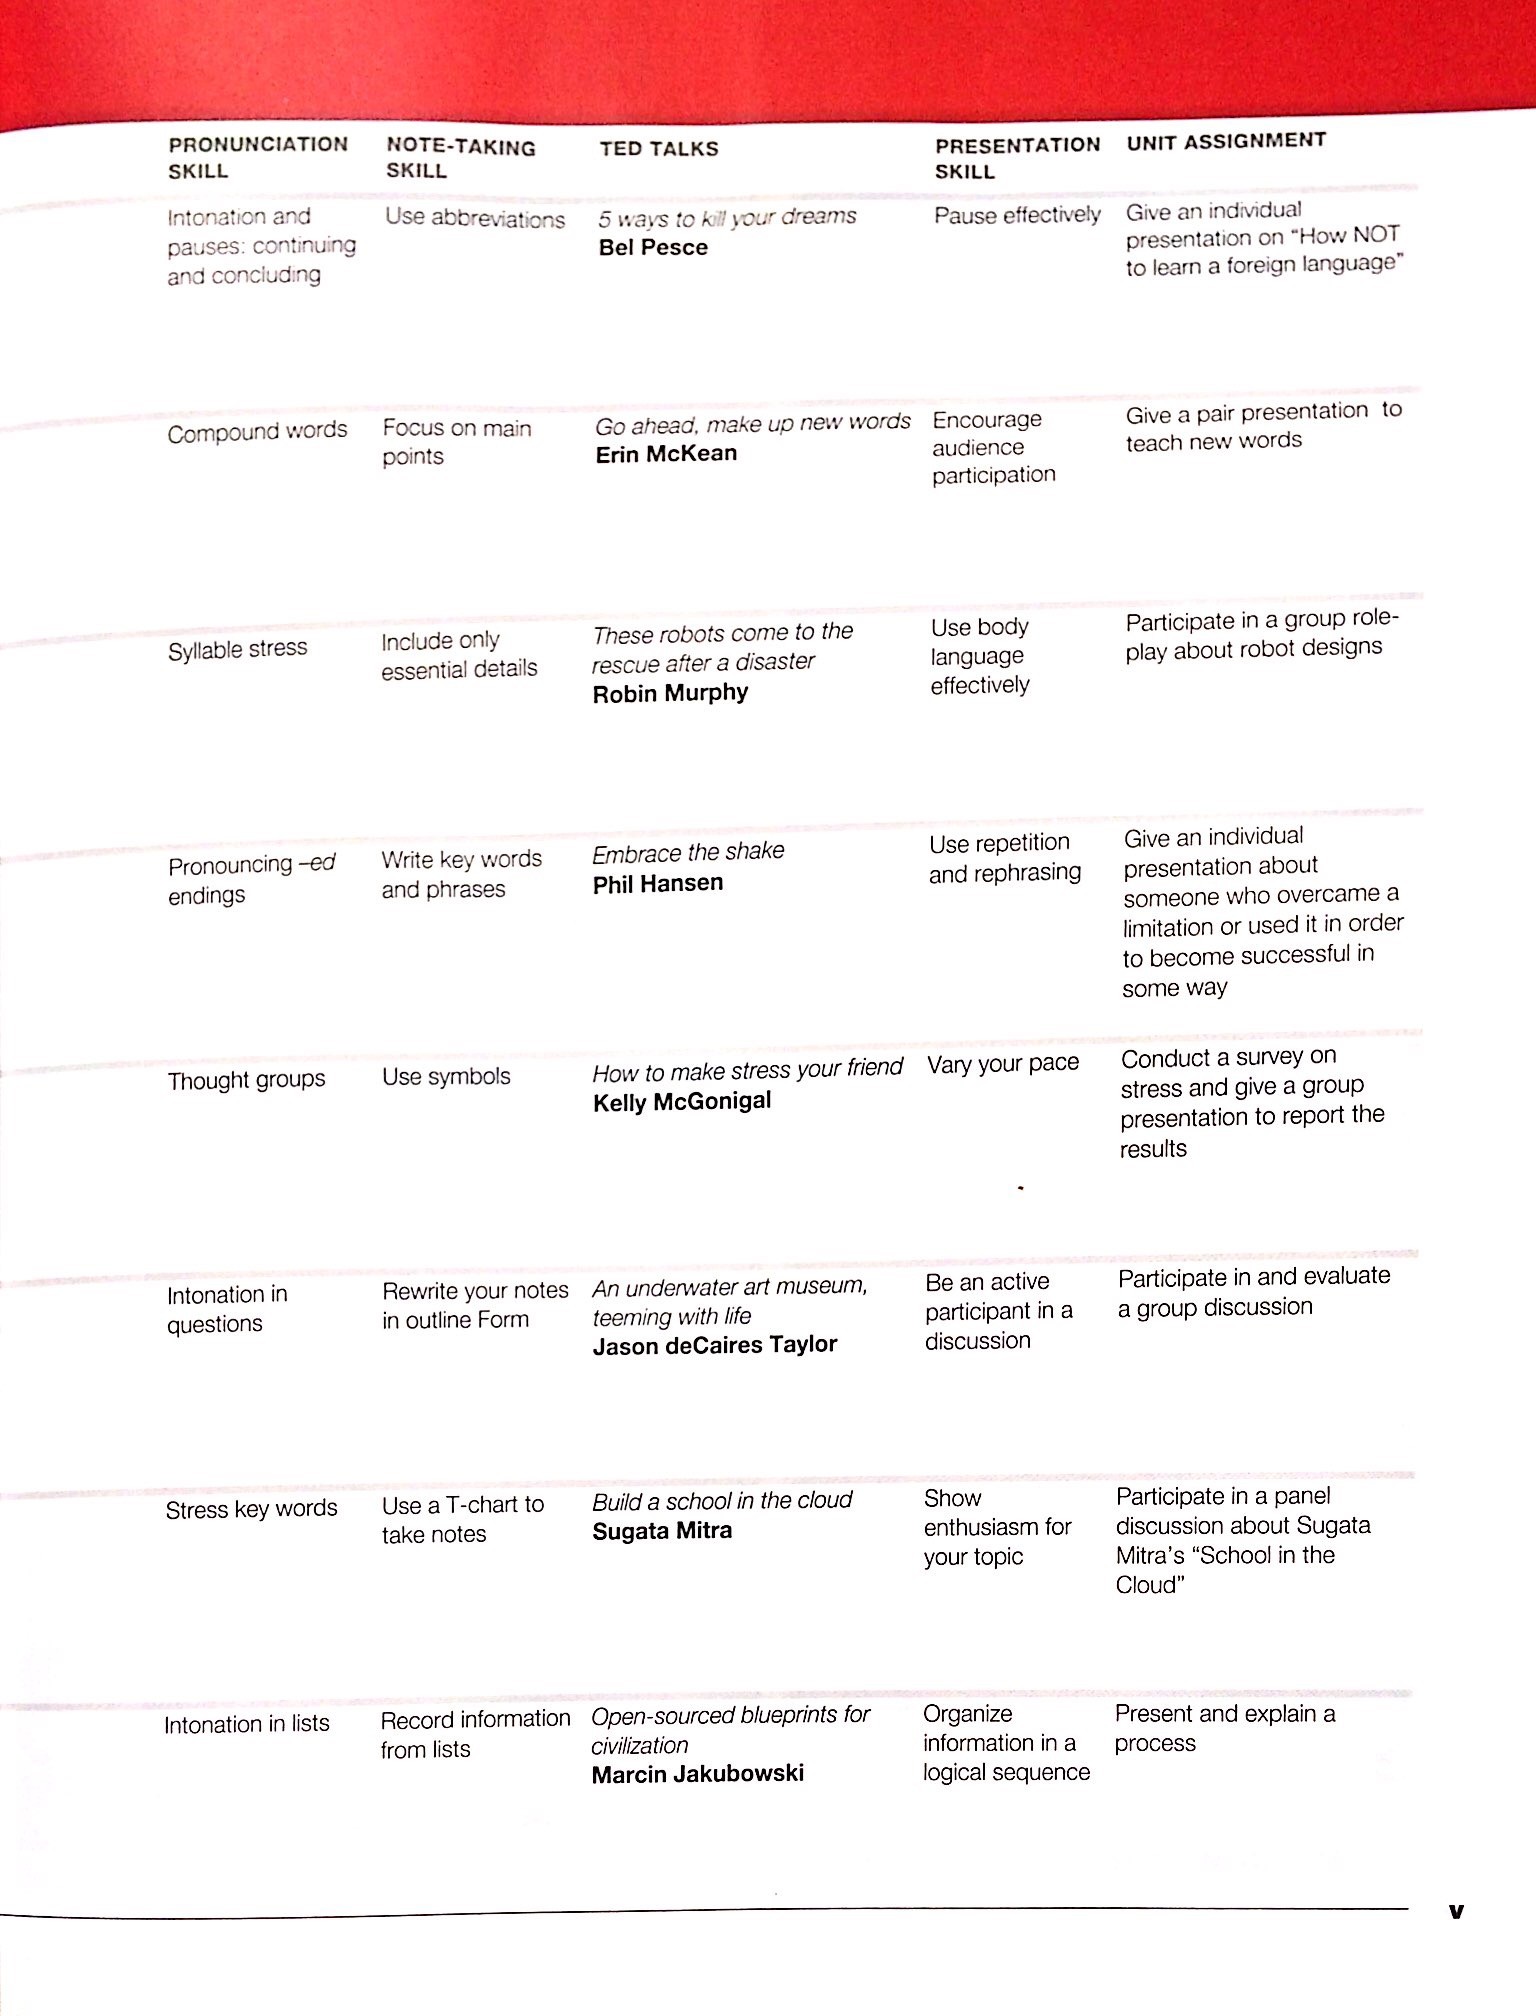 PRONUNCIATION
SKILL
NOTE-TAKING
SKILL
TED TALKS
PRESENTATION
SKILL
UNIT ASSIGNMENT
Intonation and
pauses: continuing
and concluding
Use abbreviations
5 ways to kill your dreams
Bel Pesce
Pause effectively
Give an individual
presentation on "How NOT
to learn a foreign language"
Compound words
Focus on main
points
Go ahead, make up new words
Erin McKean
Encourage
audience
participation
Give a pair presentation to
teach new words
Syllable stress
Include only
essential details
These robots come to the
rescue after a disaster
Robin Murphy
Use body
language
effectively
Participate in a group role-
play about robot designs
Pronouncing –ed
endings
Write key words
and phrases
Embrace the shake
Phil Hansen
Use repetition
and rephrasing
Give an individual
presentation about
someone who overcame a
limitation or used it in order
to become successful in
some way
Thought groups
Use symbols
How to make stress your friend
Kelly McGonigal
Vary your pace
Conduct a survey on
stress and give a group
presentation to report the
results
Intonation in
questions
Rewrite your notes
in outline Form
An underwater art museum,
teeming with life
Jason deCaires Taylor
Be an active
participant in a
discussion
Participate in and evaluate
a group discussion
Stress key words
Use a T-chart to
take notes
Build a school in the cloud
Sugata Mitra
Show
enthusiasm for
your topic
Participate in a panel
discussion about Sugata
Mitra's "School in the
Cloud"
Intonation in lists
Record information
from lists
Open-sourced blueprints for
civilization
Marcin Jakubowski
Organize
information in a
logical sequence
Present and explain a
process
v